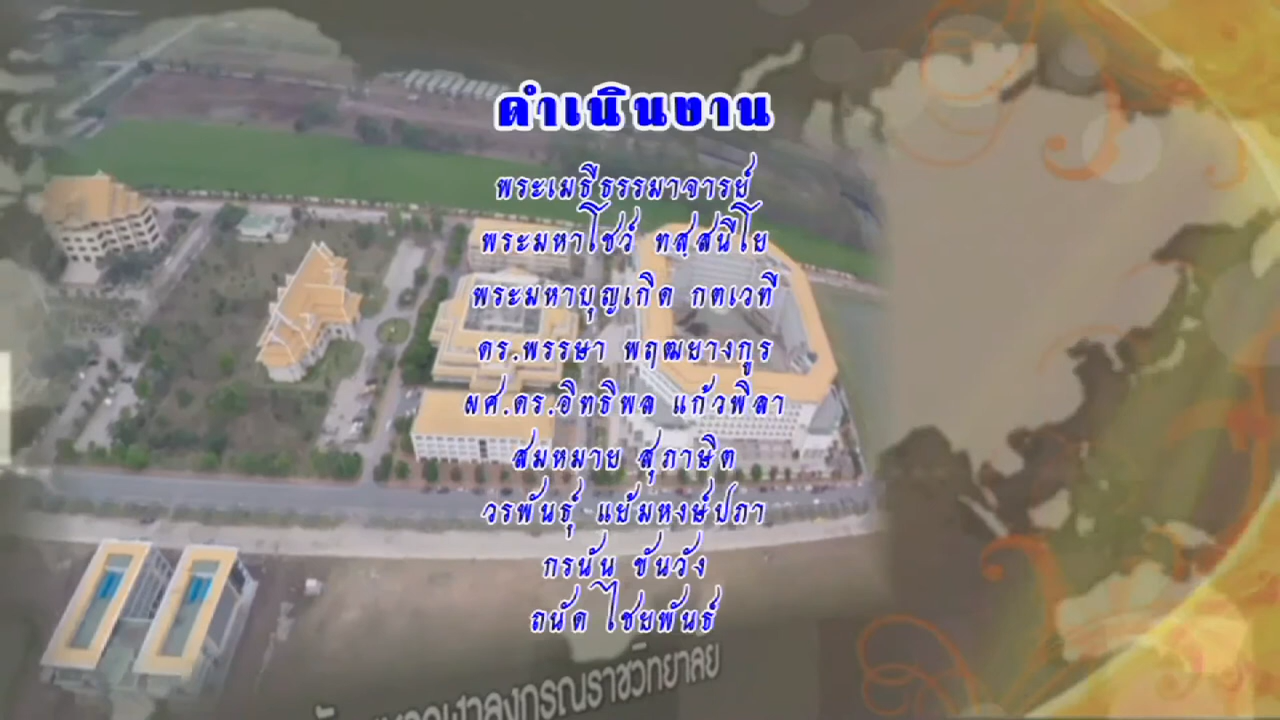 ดำเนินงาน
พระเมธีธรรมาจารย์
พระมหาโชว์ ทสฺสนีโย
พระมหาบุญเกิด กตเวที
ดร.พรรษา พฤฒยางกูร
ผศ.ดร.อิทธิพล แก้วพิลา
สมหมาย สุภาษิต
วรพันธุ์ แย้มหงษ์ปภา
กรนัน ขันวัง
ถนัด ไชยพันธ์